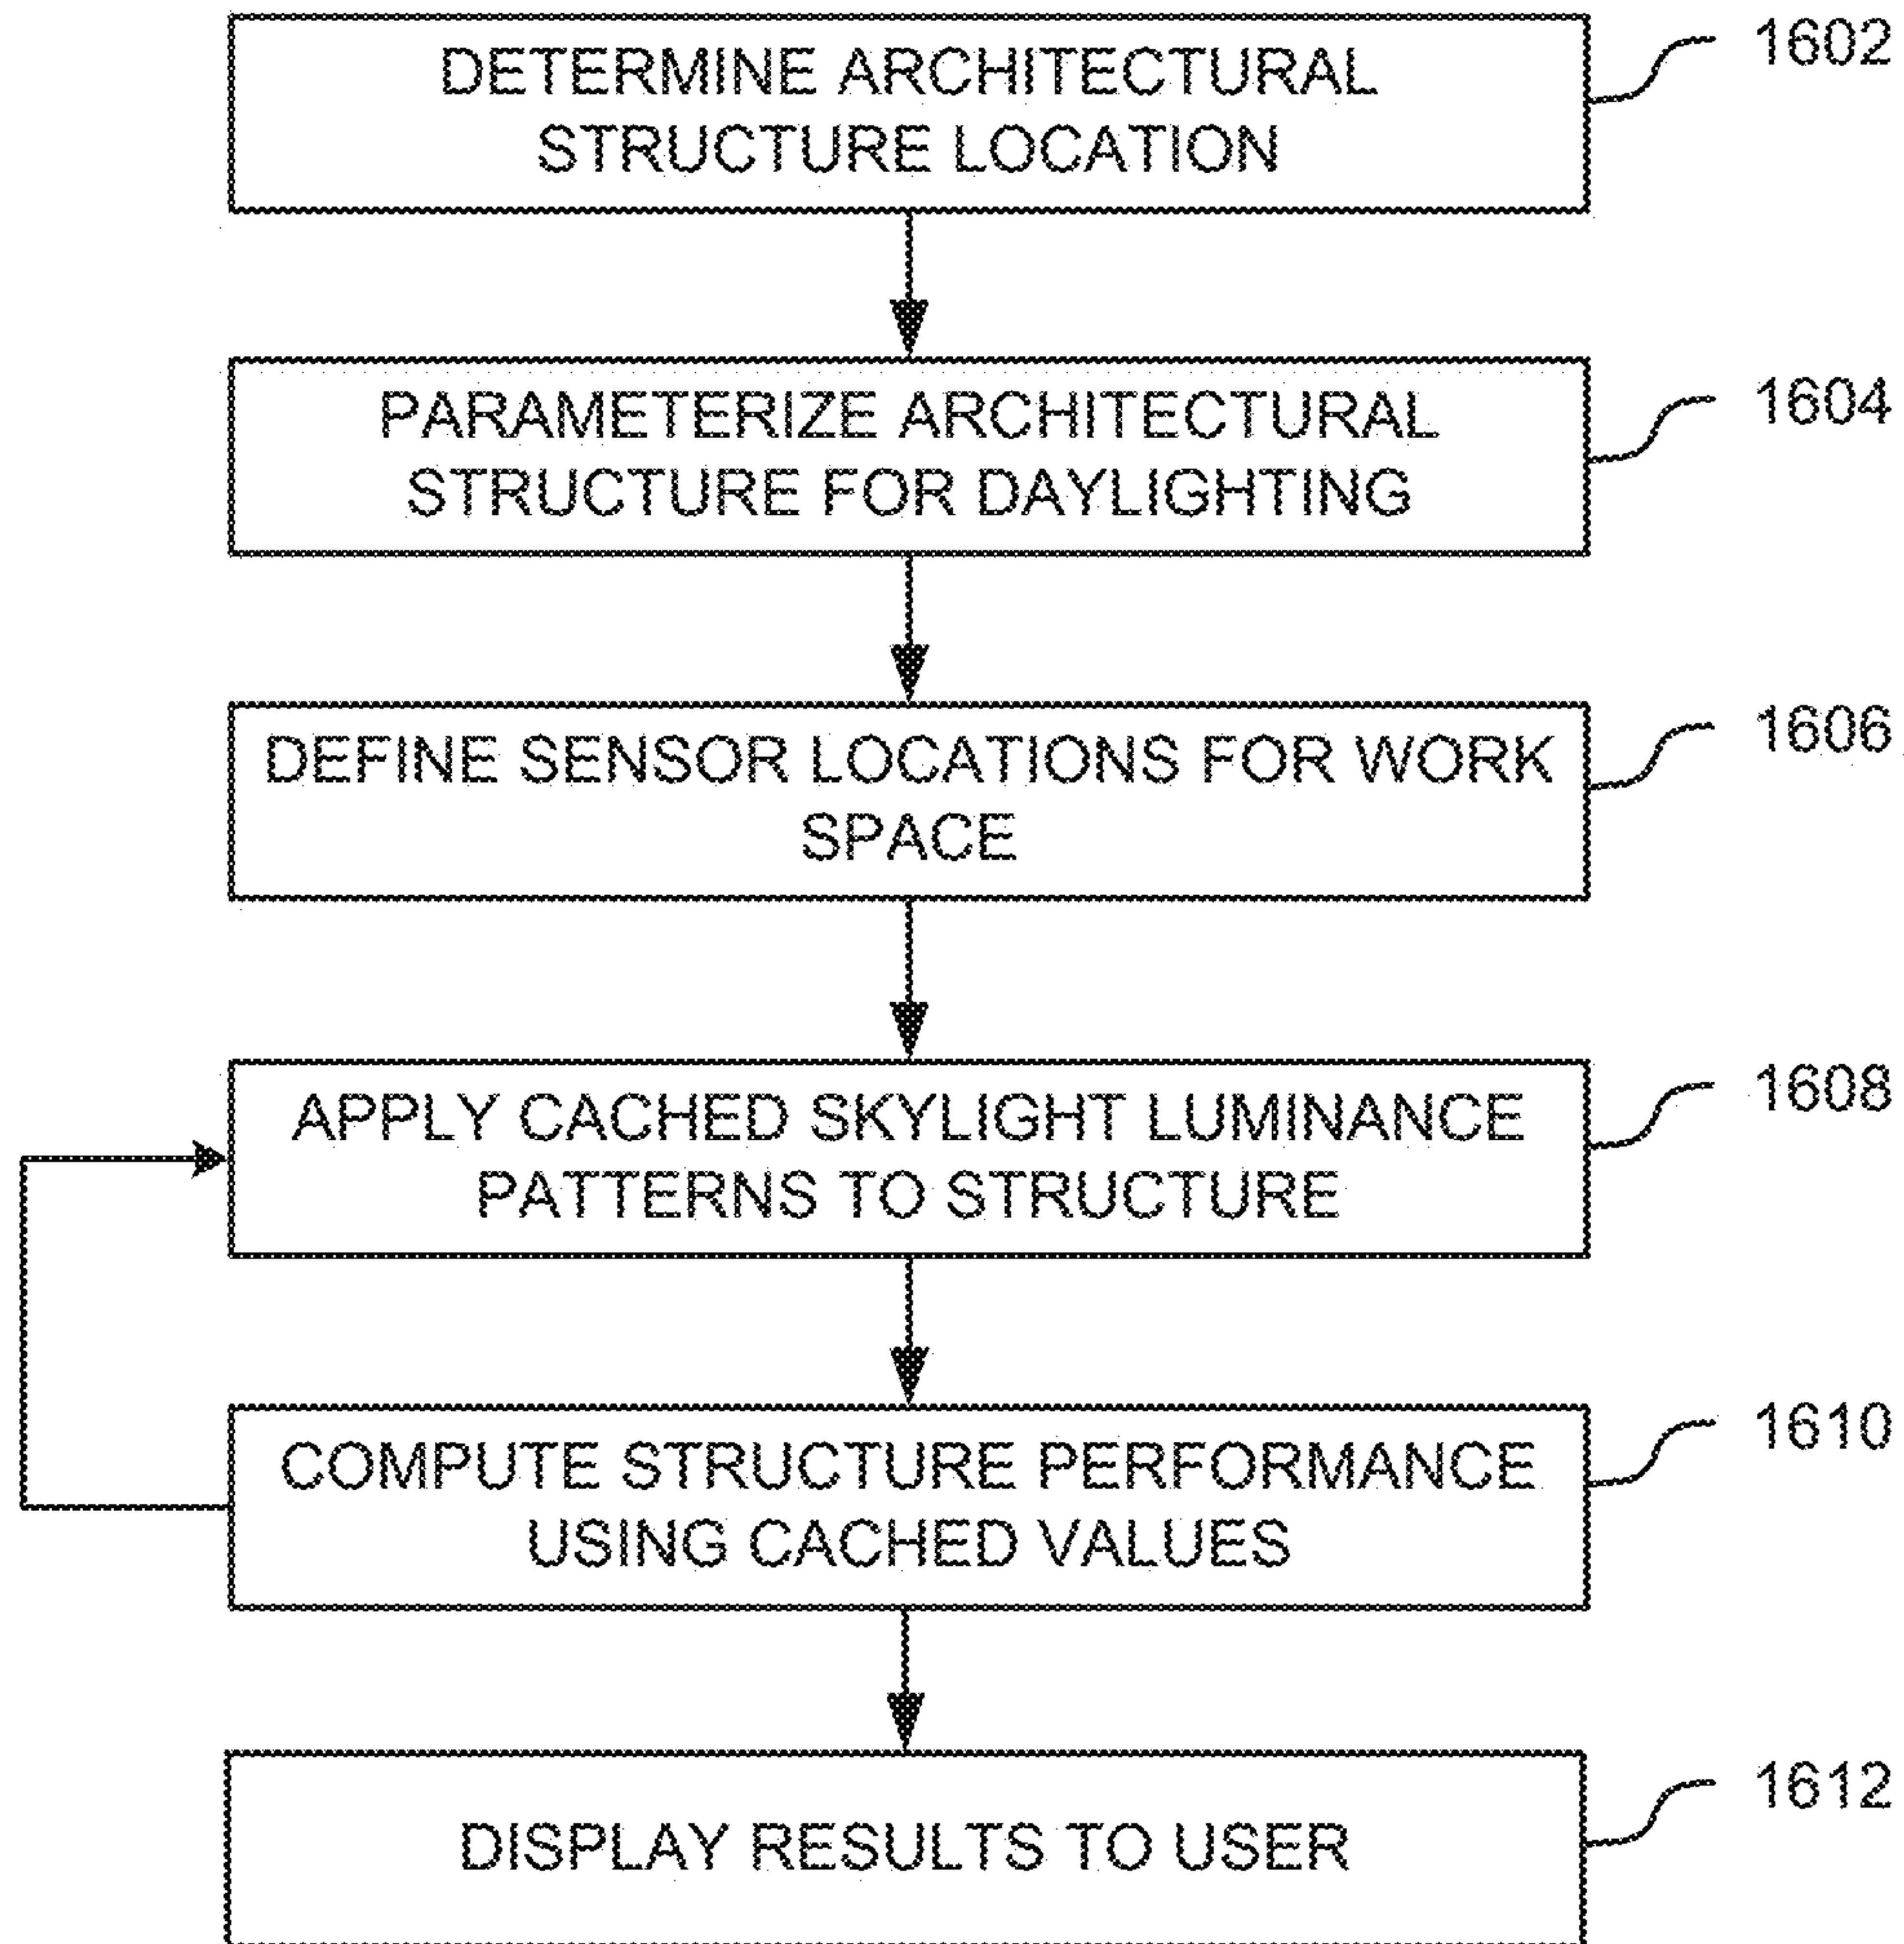 DETERMINE ARCHITECTURAL
STRUCTURE LOCATION
1602
PARAMETERIZE ARCHITECTURAL
STRUCTURE FOR DAYLIGHTING
1604
DEFINE SENSOR LOCATIONS FOR WORK
SPACE
1606
APPLY CACHED SKYLIGHT LUMINANCE
PATTERNS TO STRUCTURE
1608
COMPUTE STRUCTURE PERFORMANCE
USING CACHED VALUES
1610
DISPLAY RESULTS TO USER
1612